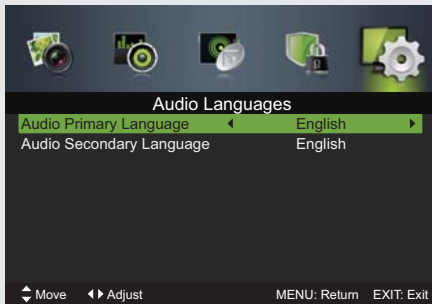 Audio Languages
Audio Primary Language English
Audio Secondary Language English
Move Adjust MENU: Return EXIT: Exit